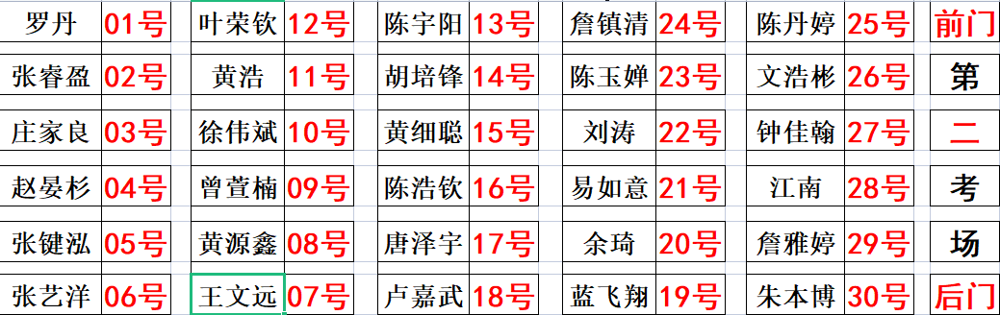 罗丹 01号 叶荣钦 12号 陈宇阳 13号 詹镇清 24号 陈丹婷 25号 前门
张睿盈 02号 黄浩 11号 胡培锋 14号 陈玉婵 23号 文浩彬 26号 第
庄家良 03号 徐伟斌 10号 黄细聪 15号 刘涛 22号 钟佳翰 27号 二
赵晏杉 04号 曾萱楠 09号 陈浩钦 16号 易如意 21号 江南 28号 考
张键泓 05号 黄源鑫 08号 唐泽宇 17号 余琦 20号 詹雅婷 29号 场
张艺洋 06号 王文远 07号 卢嘉武 18号 蓝飞翔 19号 朱本博 30号 后门